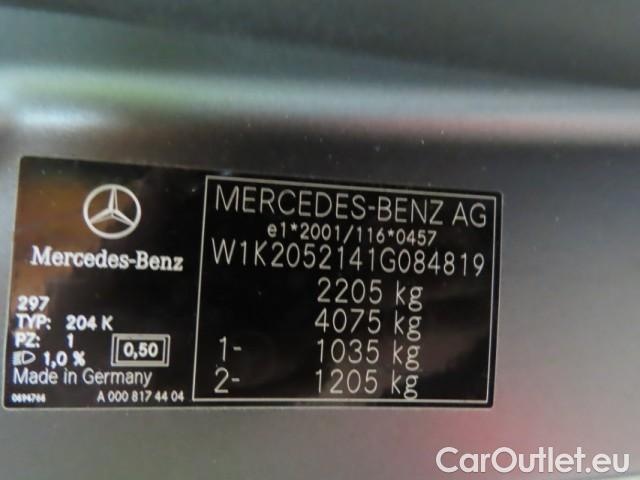 MERCEDES-BENZ AG
e1*2001/116*0457
W1K2052141G084819
2205 kg
4075 kg
1- 1035 kg
2- 1205 kg
Mercedes-Benz
297
TYP: 204 K
PZ: 1
1,0 % 0,50
Made in Germany
A 000 817 44 04
CarOutlet.eu